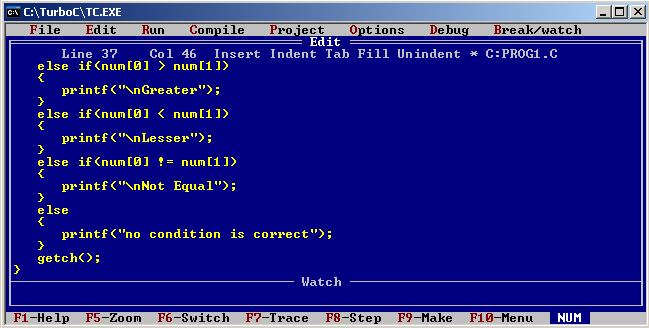 C:\TurboC\TC.EXE
File Edit Run Compile Project Options Debug Break/watch
Edit
Line 37 Col 46 Insert Indent Tab Fill Unindent * C:PROG1.C
else if(num[0] > num[1])
{
printf("\nGreater");
}
else if(num[0] < num[1])
{
printf("\nLesser");
}
else if(num[0] != num[1])
{
printf("\nNot Equal");
}
else
{
printf("no condition is correct");
}
getch();
}
Watch
F1-Help F5-Zoom F6-Switch F7-Trace F8-Step F9-Make F10-Menu NUM